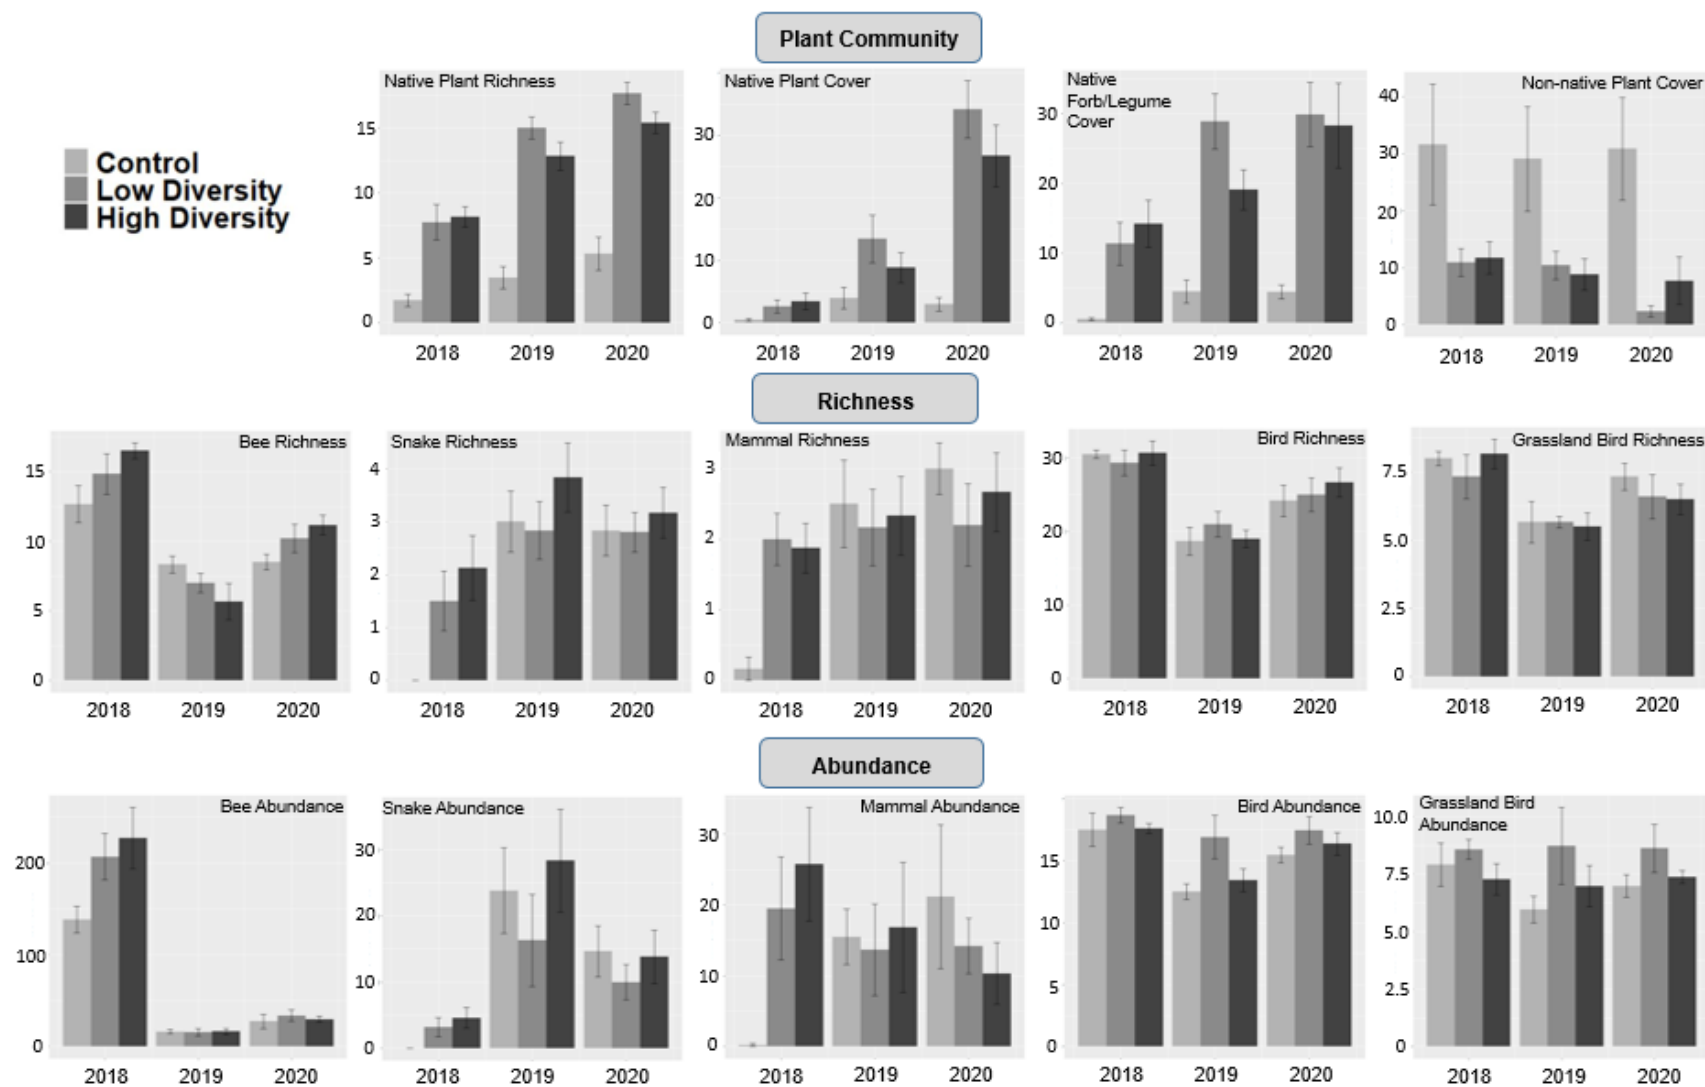 Plant Community
Control
Low Diversity
High Diversity
Native Plant Richness
15
10
5
0
2018 2019 2020
Native Plant Cover
30
20
10
0
2018 2019 2020
Native
Forb/Legume
Cover
30
20
10
0
2018 2019 2020
Non-native Plant Cover
40
30
20
10
0
2018 2019 2020
Richness
Bee Richness
15
10
5
0
2018 2019 2020
Snake Richness
4
3
2
1
0
2018 2019 2020
Mammal Richness
3
2
1
0
2018 2019 2020
Bird Richness
30
20
10
0
2018 2019 2020
Grassland Bird Richness
7.5
5.0
2.5
0
2018 2019 2020
Abundance
Bee Abundance
200
100
0
2018 2019 2020
Snake Abundance
30
20
10
0
2018 2019 2020
Mammal Abundance
30
20
10
0
2018 2019 2020
Bird Abundance
15
10
5
0
2018 2019 2020
Grassland Bird
Abundance
10.0
7.5
5.0
2.5
0
2018 2019 2020